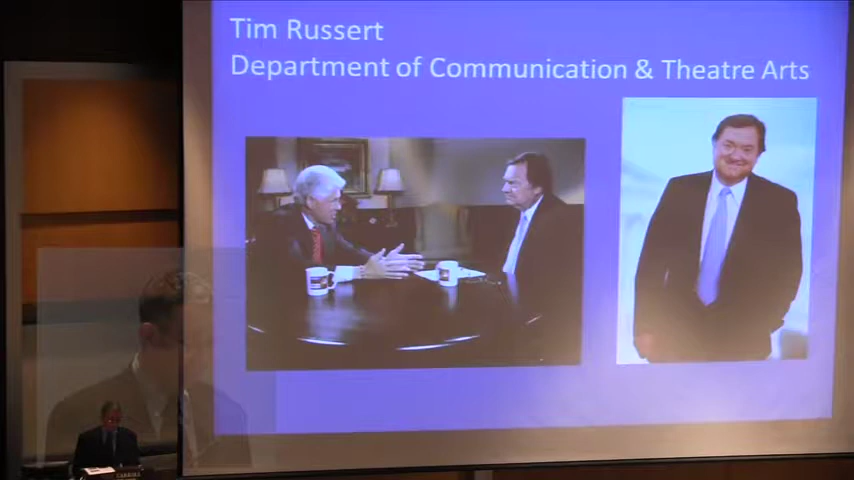 Tim Russert
Department of Communication & Theatre Arts